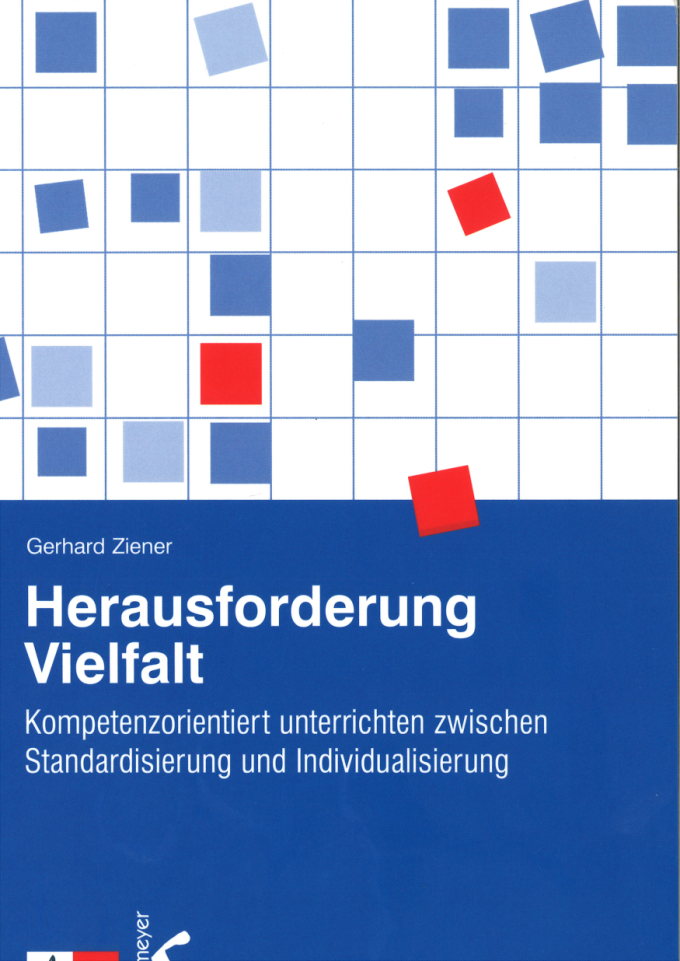 Gerhard Ziener
Herausforderung
Vielfalt
Kompetenzorientiert unterrichten zwischen
Standardisierung und Individualisierung
meyer